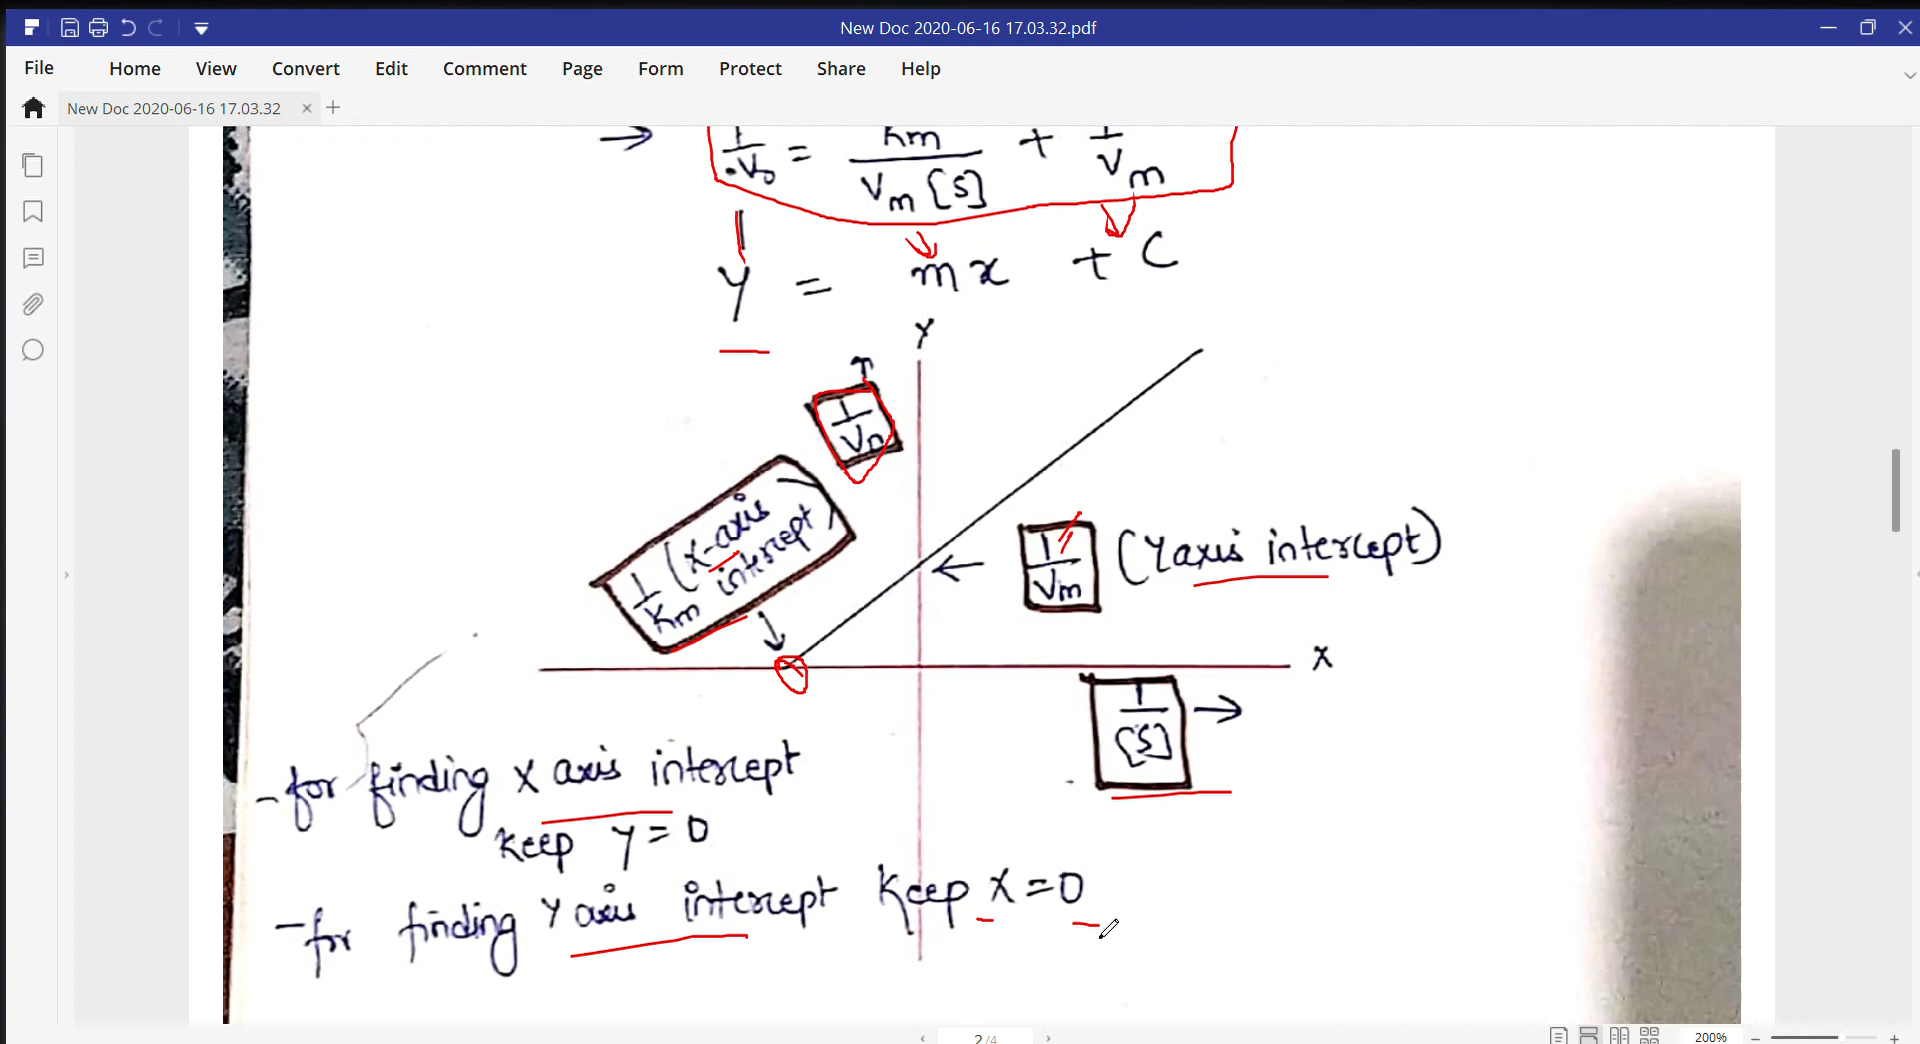 New Doc 2020-06-16 17.03.32.pdf
File Home View Convert Edit Comment Page Form Protect Share Help
New Doc 2020-06-16 17.03.32
→ 1/V₀ = Km/Vm [S] + 1/Vm
y = mx + C
Y
1/V₀
1/Km (X-axis intercept)
1/Vm (Y axis intercept)
X
1/[S] →
- for finding X axis intercept
keep Y = 0
- for finding Y axis intercept keep X = 0
2/4
200%